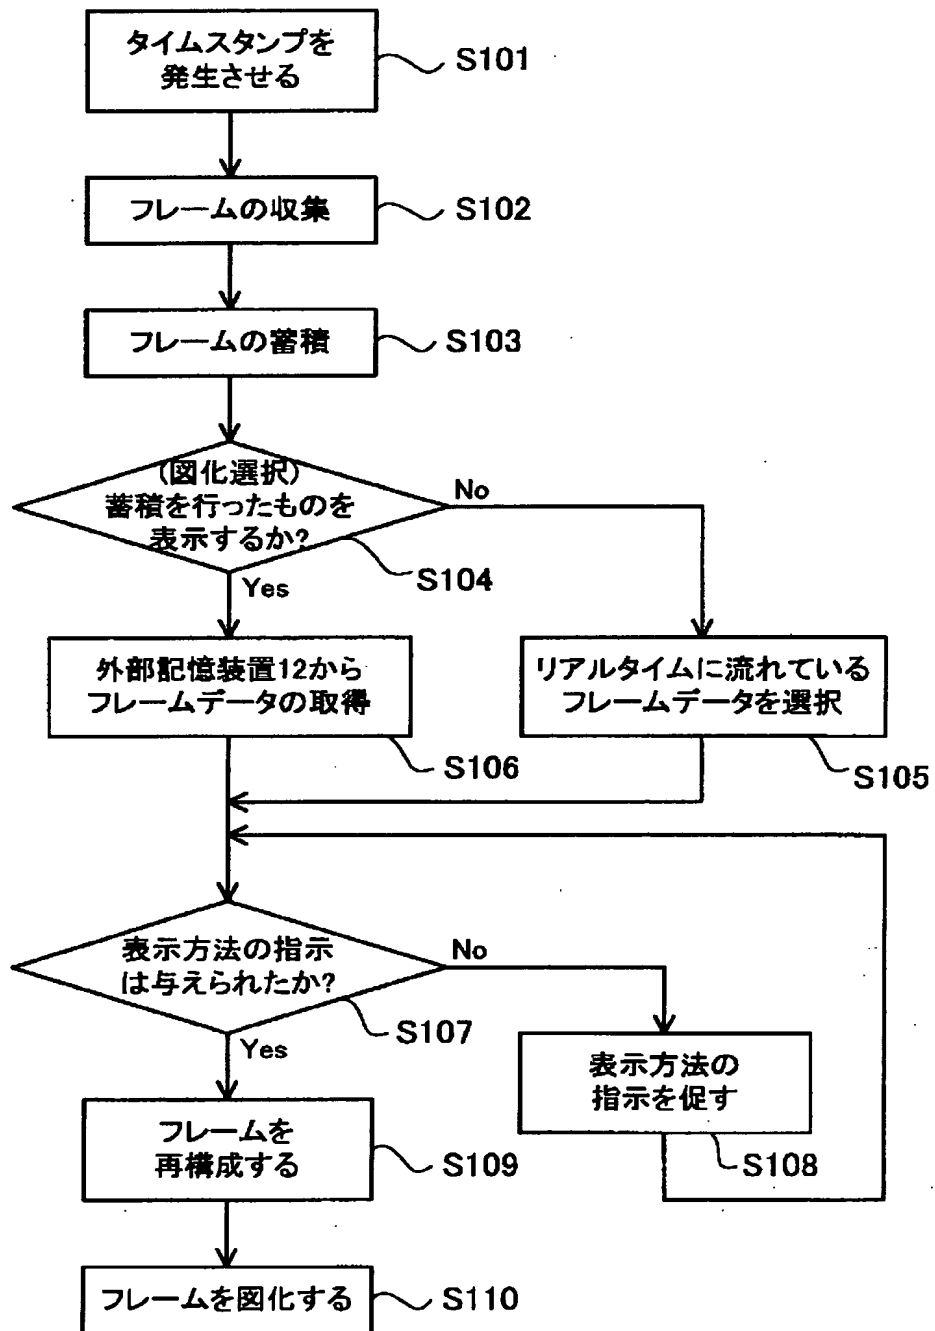 タイムスタンプを
発生させる
S101
フレームの収集
S102
フレームの蓄積
S103
(図化選択)
蓄積を行ったものを
表示するか?
S104
No
Yes
外部記憶装置12から
フレームデータの取得
S106
リアルタイムに流れている
フレームデータを選択
S105
表示方法の指示
は与えられたか?
S107
No
Yes
表示方法の
指示を促す
S108
フレームを
再構成する
S109
フレームを図化する
S110